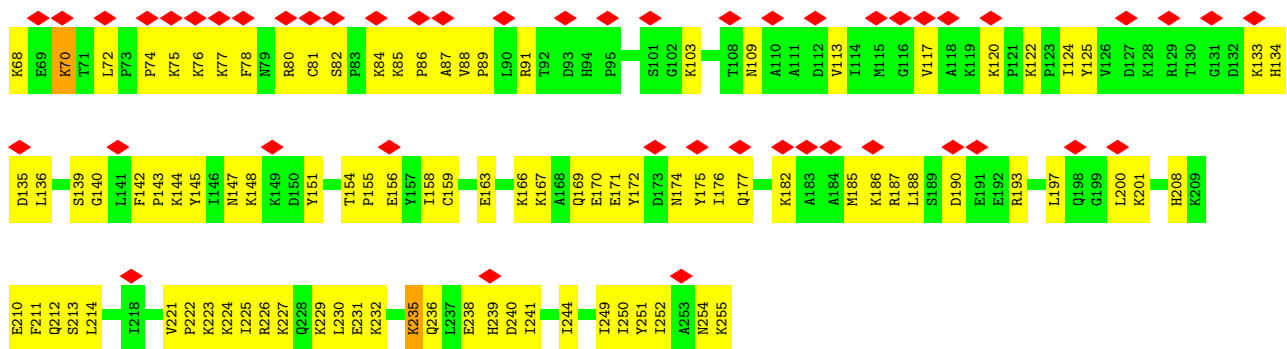 K68 E69 K70 T71 L72 P73 P74 K75 K76 K77 F78 N79 R80 C81 S82 P83 K84 K85 P86 A87 V88 P89 L90 R91 T92 D93 H94 P95 S101 G102 K103 T108 N109 A110 A111 D112 V113 I114 M115 G116 V117 A118 K119 K120 P121 K122 P123 I124 Y125 V126 D127 K128 R129 T130 G131 D132 K133 H134
D135 L136 S139 G140 L141 F142 P143 K144 Y145 I146 N147 K148 K149 D150 Y151 T154 P155 E156 Y157 I158 C159 E163 K166 K167 A168 Q169 E170 E171 Y172 D173 N174 Y175 I176 Q177 K182 A183 A184 M185 K186 R187 L188 S189 D190 E191 E192 R193 L197 Q198 G199 L200 K201 H208 K209
E210 F211 Q212 S213 L214 I218 V221 P222 K223 K224 I225 R226 K227 Q228 K229 L230 E231 K232 K235 Q236 L237 E238 H239 D240 I241 I244 I249 I250 Y251 I252 A253 N254 K255